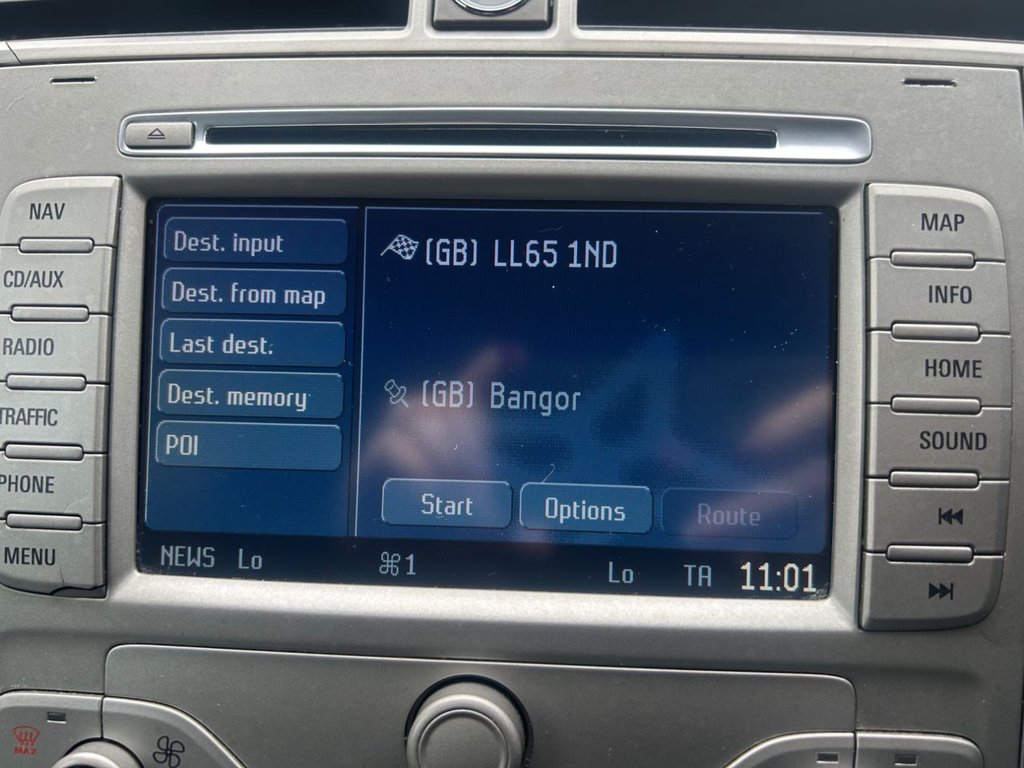 NAV
CD/AUX
RADIO
TRAFFIC
PHONE
MENU
Dest. input
Dest. from map
Last dest.
Dest. memory
POI
(GB) LL65 1ND
(GB) Bangor
Start Options Route
NEWS Lo 1 Lo TA 11:01
MAP
INFO
HOME
SOUND
MAX